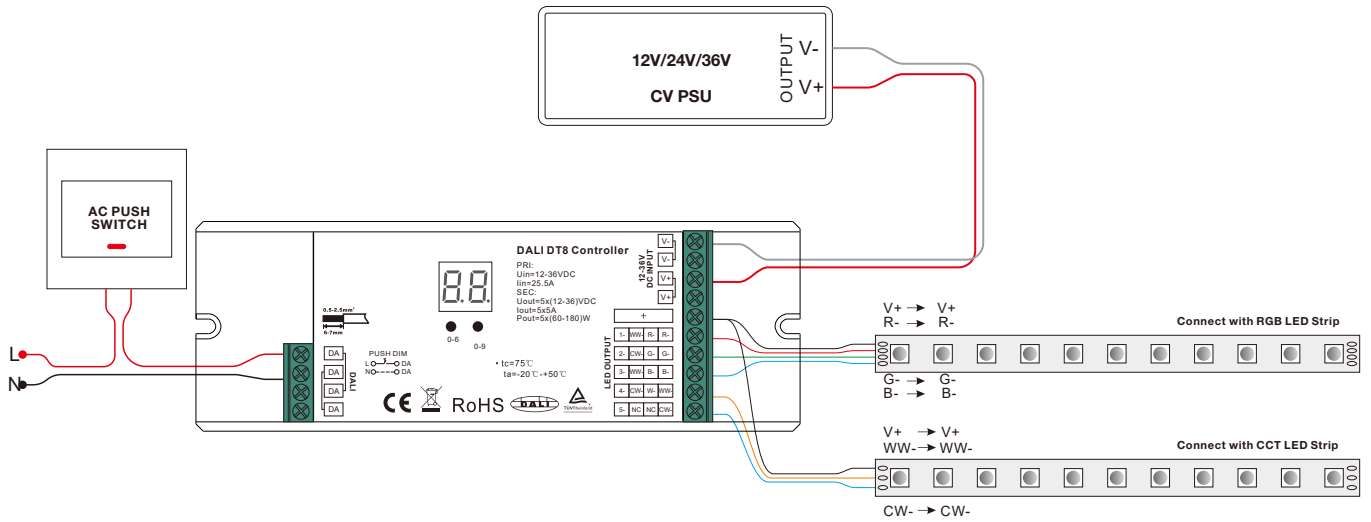 12V/24V/36V
CV PSU
OUTPUT
V-
V+
AC PUSH
SWITCH
L
N
0.5-2.5mm²
6-7mm
DA
DA
DA
DA
DALI
PUSH DIM
L DA
N DA
0-6
0-9
DALI DT8 Controller
PRI:
Uin=12-36VDC
Iin=25.5A
SEC:
Uout=5x(12-36)VDC
Iout=5x5A
Pout=5x(60-180)W
• tc=75℃
ta=-20℃-+50℃
CE
RoHS
DALI
TÜVRheinland
12-36V
DC INPUT
V-
V-
V+
V+
LED OUTPUT
+
1- WW- R- R-
2- CW- G- G-
3- WW- B- B-
4- CW- W- WW-
5- NC NC CW-
V+ → V+
R- → R-
Connect with RGB LED Strip
G- → G-
B- → B-
V+ → V+
WW- → WW-
Connect with CCT LED Strip
CW- → CW-